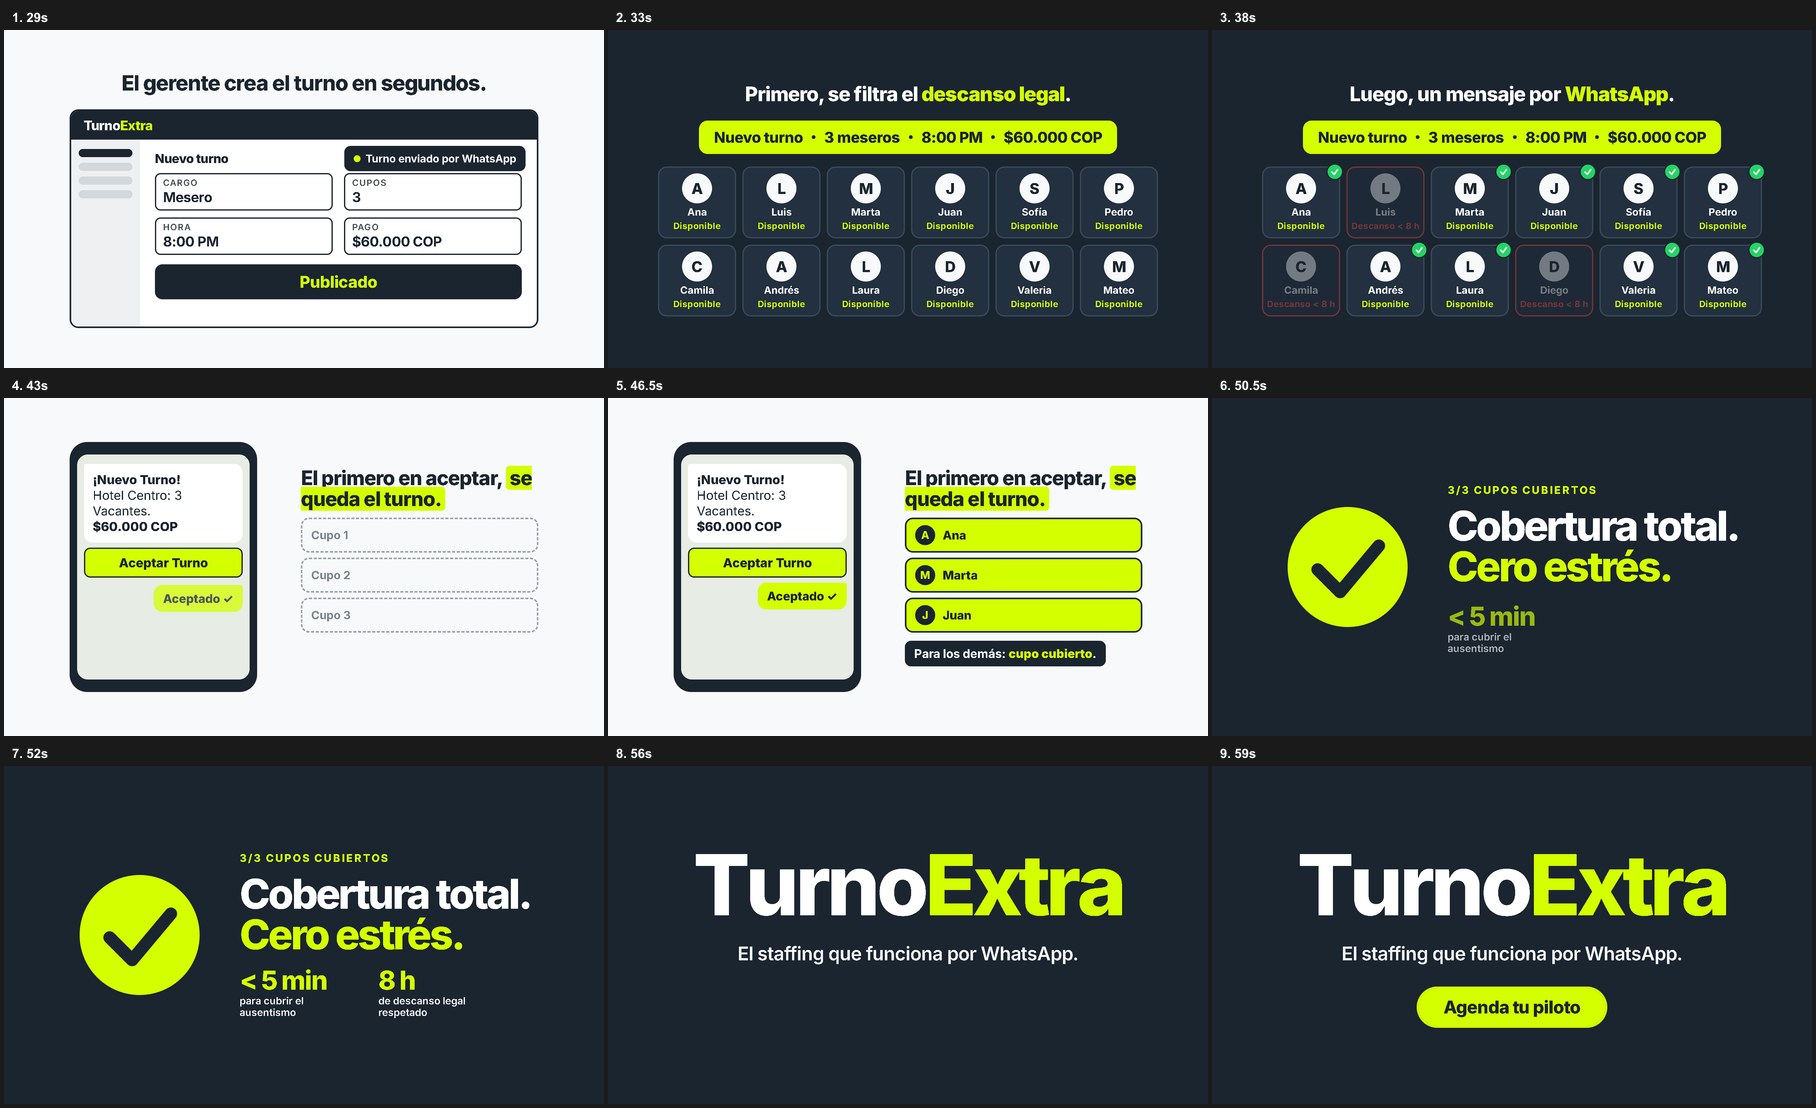 1. 29s
El gerente crea el turno en segundos.
TurnoExtra
Nuevo turno
Turno enviado por WhatsApp
CARGO
Mesero
CUPOS
3
HORA
8:00 PM
PAGO
$60.000 COP
Publicado
2. 33s
Primero, se filtra el descanso legal.
Nuevo turno • 3 meseros • 8:00 PM • $60.000 COP
A L M J S P
Ana Luis Marta Juan Sofía Pedro
Disponible Disponible Disponible Disponible Disponible Disponible
C A L D V M
Camila Andrés Laura Diego Valeria Mateo
Disponible Disponible Disponible Disponible Disponible Disponible
3. 38s
Luego, un mensaje por WhatsApp.
Nuevo turno • 3 meseros • 8:00 PM • $60.000 COP
A L M J S P
Ana Luis Marta Juan Sofía Pedro
Disponible Descanso < 8 h Disponible Disponible Disponible Disponible
C A L D V M
Camila Andrés Laura Diego Valeria Mateo
Descanso < 8 h Disponible Disponible Descanso < 8 h Disponible Disponible
4. 43s
¡Nuevo Turno!
Hotel Centro: 3
Vacantes.
$60.000 COP
Aceptar Turno
Aceptado ✓
El primero en aceptar, se
queda el turno.
Cupo 1
Cupo 2
Cupo 3
5. 46.5s
¡Nuevo Turno!
Hotel Centro: 3
Vacantes.
$60.000 COP
Aceptar Turno
Aceptado ✓
El primero en aceptar, se
queda el turno.
A Ana
M Marta
J Juan
Para los demás: cupo cubierto.
6. 50.5s
3/3 CUPOS CUBIERTOS
Cobertura total.
Cero estrés.
< 5 min
para cubrir el
ausentismo
7. 52s
3/3 CUPOS CUBIERTOS
Cobertura total.
Cero estrés.
< 5 min
para cubrir el
ausentismo
8 h
de descanso legal
respetado
8. 56s
TurnoExtra
El staffing que funciona por WhatsApp.
9. 59s
TurnoExtra
El staffing que funciona por WhatsApp.
Agenda tu piloto